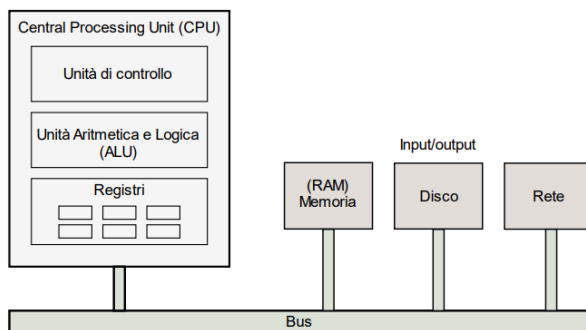 Central Processing Unit (CPU)
Unità di controllo
Unità Aritmetica e Logica
(ALU)
Registri
Input/output
(RAM)
Memoria
Disco
Rete
Bus